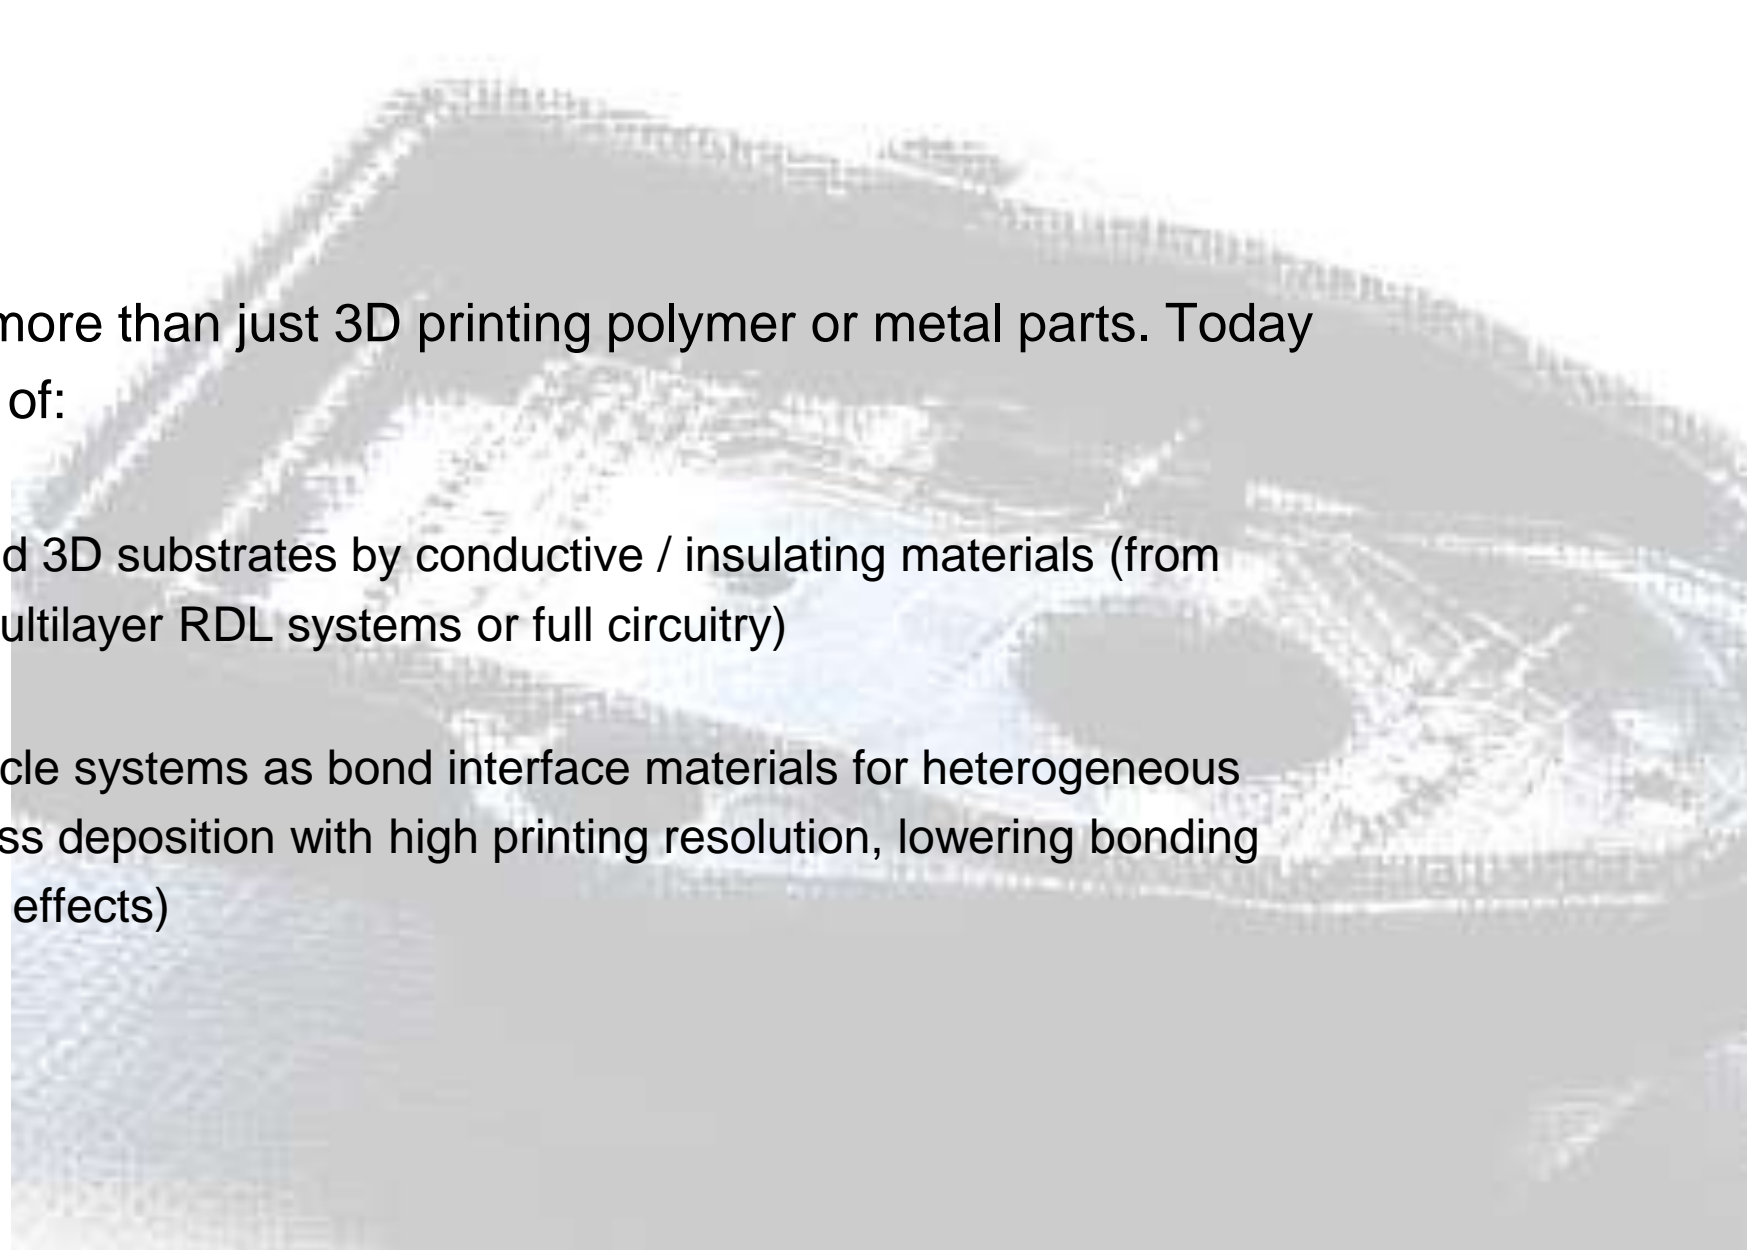 more than just 3D printing polymer or metal parts. Today
of:
d 3D substrates by conductive / insulating materials (from
ultilayer RDL systems or full circuitry)
cle systems as bond interface materials for heterogeneous
ss deposition with high printing resolution, lowering bonding
effects)